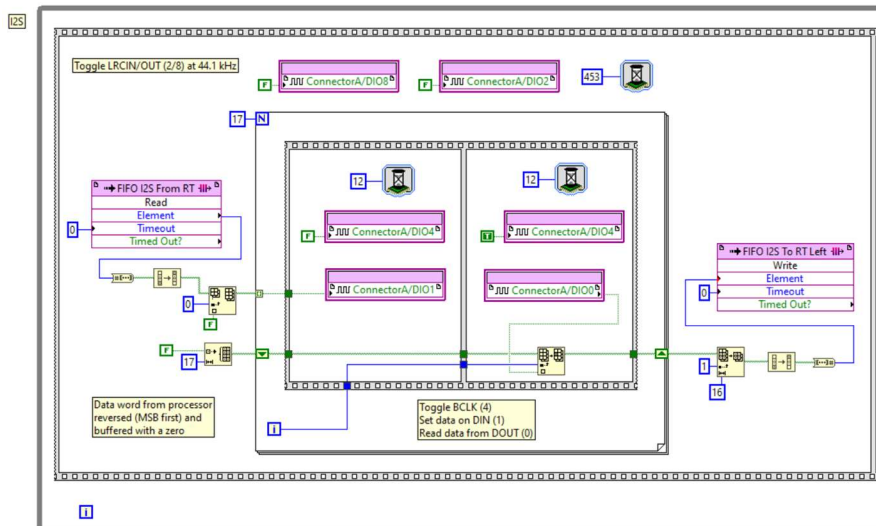 I2S
Toggle LRCIN/OUT (2/8) at 44.1 kHz
F
ConnectorA/DIO8
F
ConnectorA/DIO2
453
17
N
12
12
FIFO I2S From RT
Read
Element
0
Timeout
Timed Out?
F
ConnectorA/DIO4
T
ConnectorA/DIO4
FIFO I2S To RT Left
Write
Element
0
Timeout
Timed Out?
ConnectorA/DIO1
ConnectorA/DIO0
0
F
F
17
1
16
Data word from processor
reversed (MSB first) and
buffered with a zero
Toggle BCLK (4)
Set data on DIN (1)
Read data from DOUT (0)
i
i